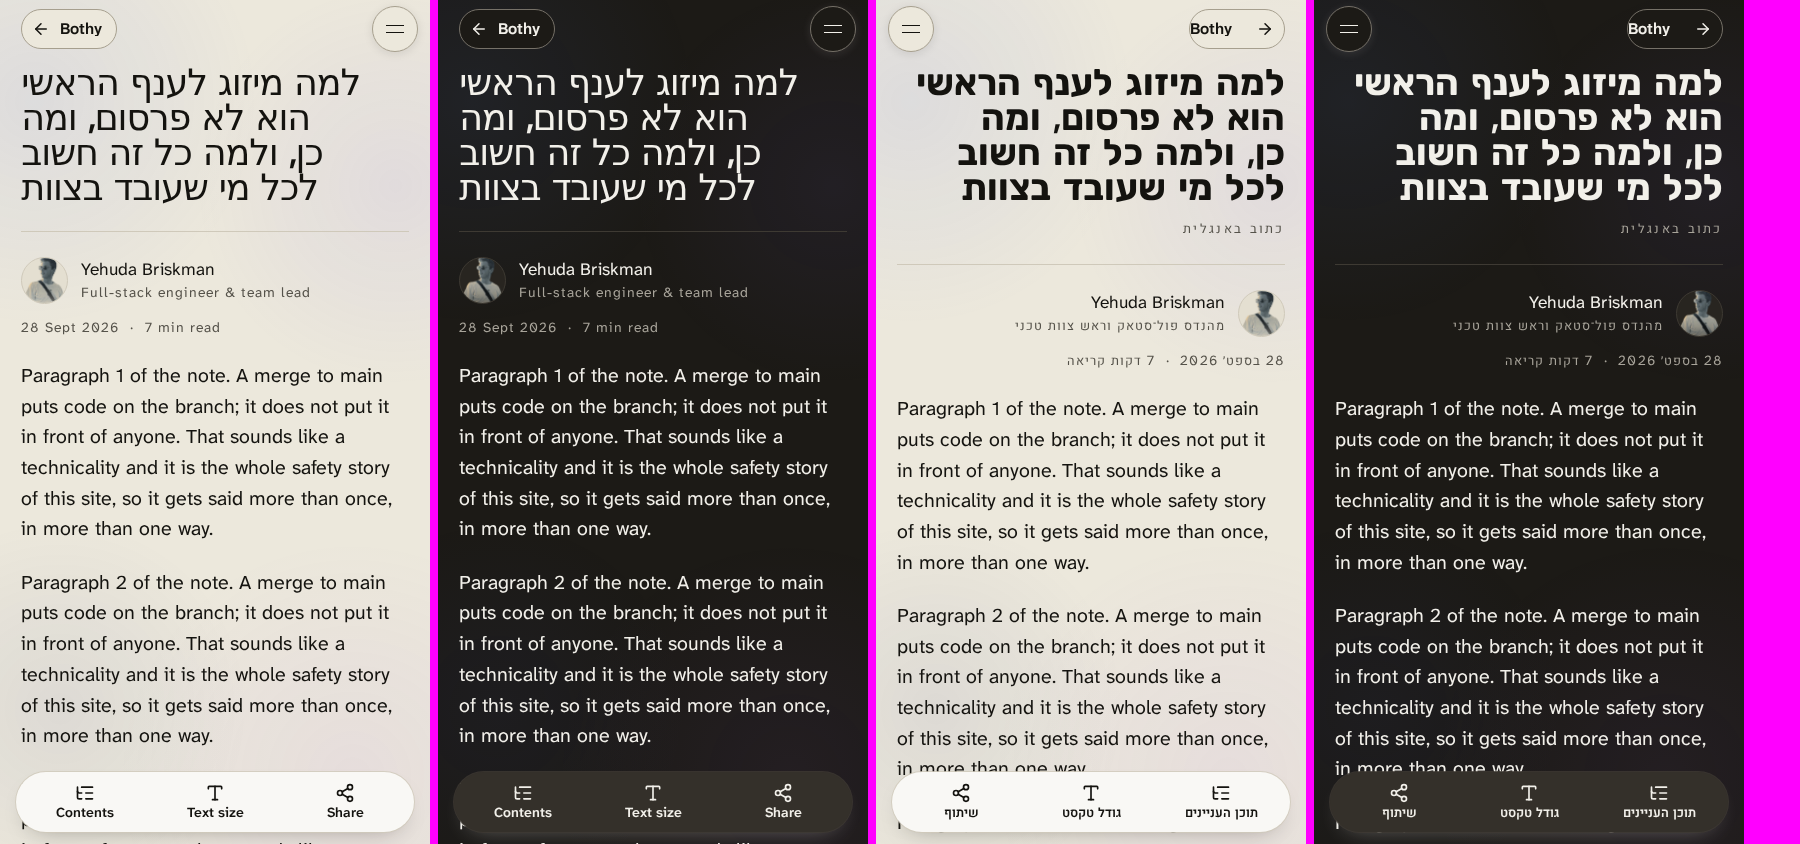 Bothy
למה מיזוג לענף הראשי
הוא לא פרסום, ומה
כן, ולמה כל זה חשוב
לכל מי שעובד בצוות
Yehuda Briskman
Full-stack engineer & team lead
28 Sept 2026 · 7 min read
Paragraph 1 of the note. A merge to main
puts code on the branch; it does not put it
in front of anyone. That sounds like a
technicality and it is the whole safety story
of this site, so it gets said more than once,
in more than one way.
Paragraph 2 of the note. A merge to main
puts code on the branch; it does not put it
in front of anyone. That sounds like a
technicality and it is the whole safety story
of this site, so it gets said more than once,
in more than one way.
Contents Text size Share
Bothy
למה מיזוג לענף הראשי
הוא לא פרסום, ומה
כן, ולמה כל זה חשוב
לכל מי שעובד בצוות
Yehuda Briskman
Full-stack engineer & team lead
28 Sept 2026 · 7 min read
Paragraph 1 of the note. A merge to main
puts code on the branch; it does not put it
in front of anyone. That sounds like a
technicality and it is the whole safety story
of this site, so it gets said more than once,
in more than one way.
Paragraph 2 of the note. A merge to main
puts code on the branch; it does not put it
in front of anyone. That sounds like a
technicality and it is the whole safety story
of this site, so it gets said more than once,
in more than one way.
Contents Text size Share
Bothy
למה מיזוג לענף הראשי
הוא לא פרסום, ומה
כן, ולמה כל זה חשוב
לכל מי שעובד בצוות
כתוב באנגלית
Yehuda Briskman
מהנדס פול־סטאק וראש צוות טכני
28 בספט׳ 2026 · 7 דקות קריאה
Paragraph 1 of the note. A merge to main
puts code on the branch; it does not put it
in front of anyone. That sounds like a
technicality and it is the whole safety story
of this site, so it gets said more than once,
in more than one way.
Paragraph 2 of the note. A merge to main
puts code on the branch; it does not put it
in front of anyone. That sounds like a
technicality and it is the whole safety story
of this site, so it gets said more than once,
in more than one way.
תוכן העניינים גודל טקסט שיתוף
Bothy
למה מיזוג לענף הראשי
הוא לא פרסום, ומה
כן, ולמה כל זה חשוב
לכל מי שעובד בצוות
כתוב באנגלית
Yehuda Briskman
מהנדס פול־סטאק וראש צוות טכני
28 בספט׳ 2026 · 7 דקות קריאה
Paragraph 1 of the note. A merge to main
puts code on the branch; it does not put it
in front of anyone. That sounds like a
technicality and it is the whole safety story
of this site, so it gets said more than once,
in more than one way.
Paragraph 2 of the note. A merge to main
puts code on the branch; it does not put it
in front of anyone. That sounds like a
technicality and it is the whole safety story
of this site, so it gets said more than once,
in more than one way.
תוכן העניינים גודל טקסט שיתוף